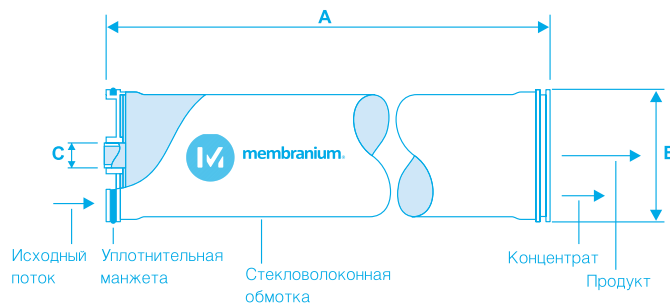 A
C
B
membranium®
Исходный
поток
Уплотнительная
манжета
Стекловолоконная
обмотка
Концентрат
Продукт